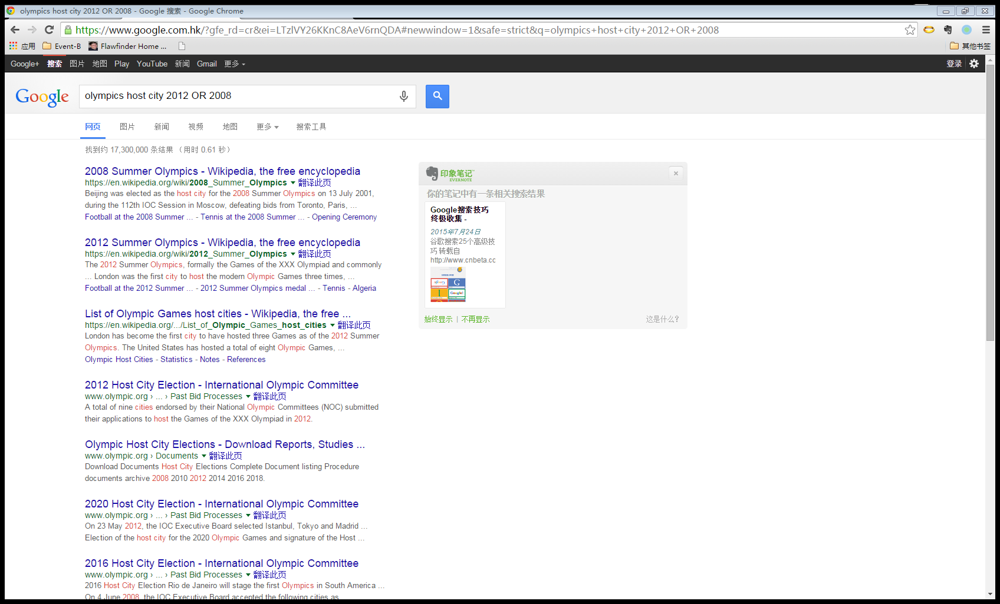 olympics host city 2012 OR 2008 - Google 搜索 - Google Chrome
https://www.google.com.hk/?gfe_rd=cr&ei=LTzlVY26KKnC8AeV6rnQDA#newwindow=1&safe=strict&q=olympics+host+city+2012+OR+2008
应用 Event-B Flawfinder Home ... 其他书签
Google+ 搜索 图片 地图 Play YouTube 新闻 Gmail 更多 登录
Google olympics host city 2012 OR 2008
网页 图片 新闻 视频 地图 更多 搜索工具
找到约 17,300,000 条结果 （用时 0.61 秒）
2008 Summer Olympics - Wikipedia, the free encyclopedia
https://en.wikipedia.org/wiki/2008_Summer_Olympics 翻译此页
Beijing was elected as the host city for the 2008 Summer Olympics on 13 July 2001,
during the 112th IOC Session in Moscow, defeating bids from Toronto, Paris, ...
Football at the 2008 Summer ... - Tennis at the 2008 Summer ... - Opening Ceremony
2012 Summer Olympics - Wikipedia, the free encyclopedia
https://en.wikipedia.org/wiki/2012_Summer_Olympics 翻译此页
The 2012 Summer Olympics, formally the Games of the XXX Olympiad and commonly
... London was the first city to host the modern Olympic Games three times, ...
Football at the 2012 Summer ... - 2012 Summer Olympics medal ... - Tennis - Algeria
List of Olympic Games host cities - Wikipedia, the free ...
https://en.wikipedia.org/.../List_of_Olympic_Games_host_cities 翻译此页
London has become the first city to have hosted three Games as of the 2012 Summer
Olympics. The United States has hosted a total of eight Olympic Games, ...
Olympic Host Cities - Statistics - Notes - References
2012 Host City Election - International Olympic Committee
www.olympic.org › ... › Past Bid Processes 翻译此页
A total of nine cities endorsed by their National Olympic Committees (NOC) submitted
their applications to host the Games of the XXX Olympiad in 2012.
Olympic Host City Elections - Download Reports, Studies ...
www.olympic.org › Documents 翻译此页
Download Documents Host City Elections Complete Document listing Procedure
documents archive 2008 2010 2012 2014 2016 2018.
2020 Host City Election - International Olympic Committee
www.olympic.org › ... › Past Bid Processes 翻译此页
On 23 May 2012, the IOC Executive Board selected Istanbul, Tokyo and Madrid ...
Election of the host city for the 2020 Olympic Games and signature of the Host ...
2016 Host City Election - International Olympic Committee
www.olympic.org › ... › Past Bid Processes 翻译此页
2016 Host City Election Rio de Janeiro will stage the first Olympics in South America ...
On 4 June 2008, the IOC Executive Board accepted the following cities as
印象笔记
EVERNOTE
你的笔记中有一条相关搜索结果
Google搜索技巧
终极收集 -
2015年7月24日
谷歌搜索25个高级技
巧 转载自
http://www.cnbeta.cc
始终显示 | 不再显示 这是什么?